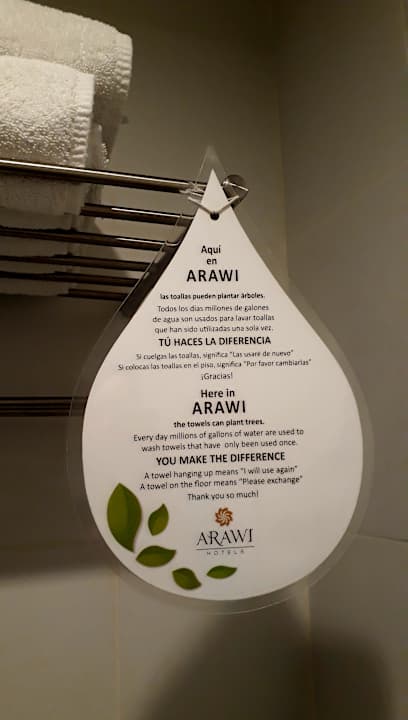 Aquí
en
ARAWI
las toallas pueden plantar árboles.
Todos los días millones de galones
de agua son usados para lavar toallas
que han sido utilizadas una sola vez.
TÚ HACES LA DIFERENCIA
Si cuelgas las toallas, significa "Las usaré de nuevo"
Si colocas las toallas en el piso, significa "Por favor cambiarlas"
¡Gracias!
Here in
ARAWI
the towels can plant trees.
Every day millions of gallons of water are used to
wash towels that have only been used once.
YOU MAKE THE DIFFERENCE
A towel hanging up means "I will use again"
A towel on the floor means "Please exchange"
Thank you so much!
ARAWI
HOTELS